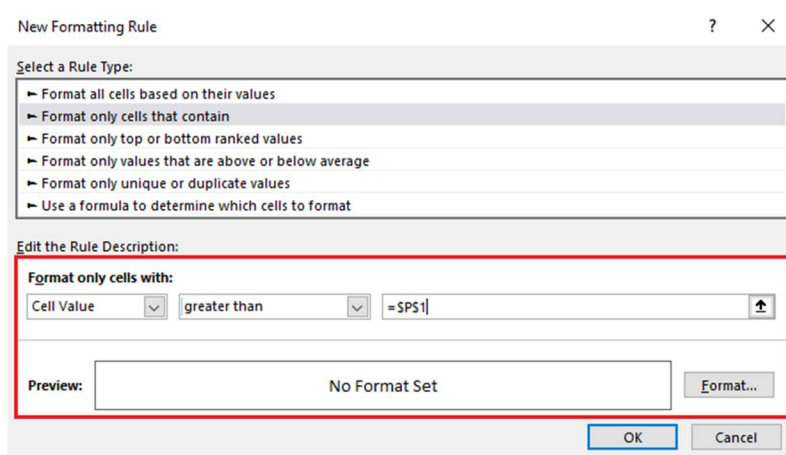 New Formatting Rule ? ×
Select a Rule Type:
► Format all cells based on their values
► Format only cells that contain
► Format only top or bottom ranked values
► Format only values that are above or below average
► Format only unique or duplicate values
► Use a formula to determine which cells to format
Edit the Rule Description:
Format only cells with:
Cell Value greater than =$P$1
Preview: No Format Set Format...
OK Cancel